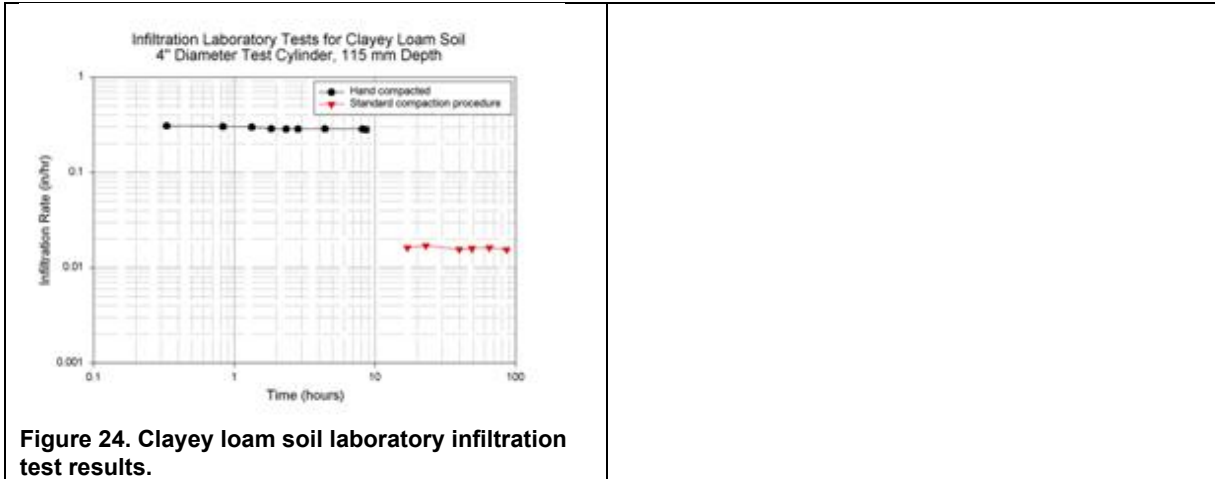 Infiltration Laboratory Tests for Clayey Loam Soil
4" Diameter Test Cylinder, 115 mm Depth
Hand compacted
Standard compaction procedure
Infiltration Rate (in/hr)
1
0.1
0.01
0.001
0.1
1
10
100
Time (hours)
Figure 24. Clayey loam soil laboratory infiltration
test results.